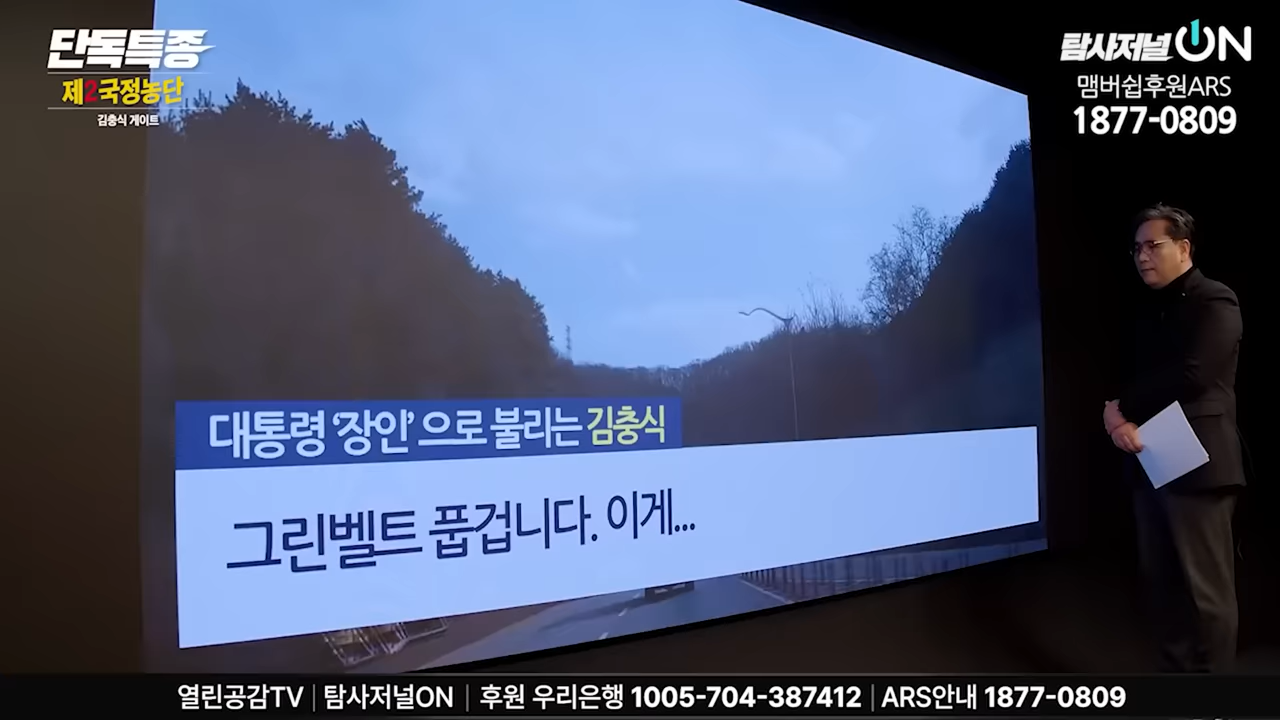 단독특종
제2국정농단
김충식 게이트
탐사저널ON
맴버쉽후원ARS
1877-0809
대통령 '장인'으로 불리는 김충식
그린벨트 풉겁니다. 이게...
열린공감TV | 탐사저널ON | 후원 우리은행 1005-704-387412 | ARS안내 1877-0809